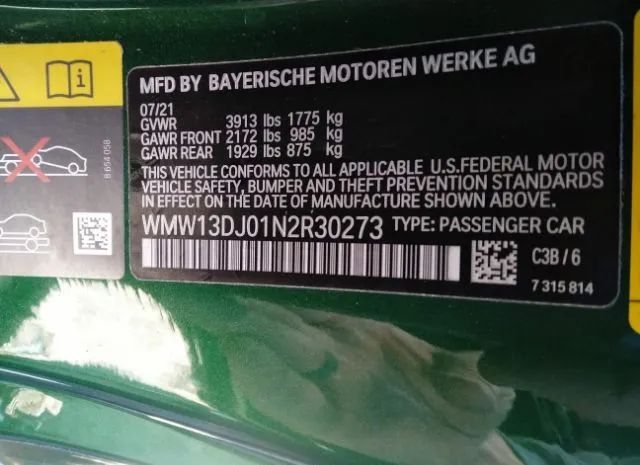 MFD BY BAYERISCHE MOTOREN WERKE AG
07/21
GVWR 3913 lbs 1775 kg
GAWR FRONT 2172 lbs 985 kg
GAWR REAR 1929 lbs 875 kg
THIS VEHICLE CONFORMS TO ALL APPLICABLE U.S.FEDERAL MOTOR
VEHICLE SAFETY, BUMPER AND THEFT PREVENTION STANDARDS
IN EFFECT ON THE DATE OF MANUFACTURE SHOWN ABOVE.
WMW13DJ01N2R30273 TYPE: PASSENGER CAR
C3B / 6
7 315 814
8 654 058